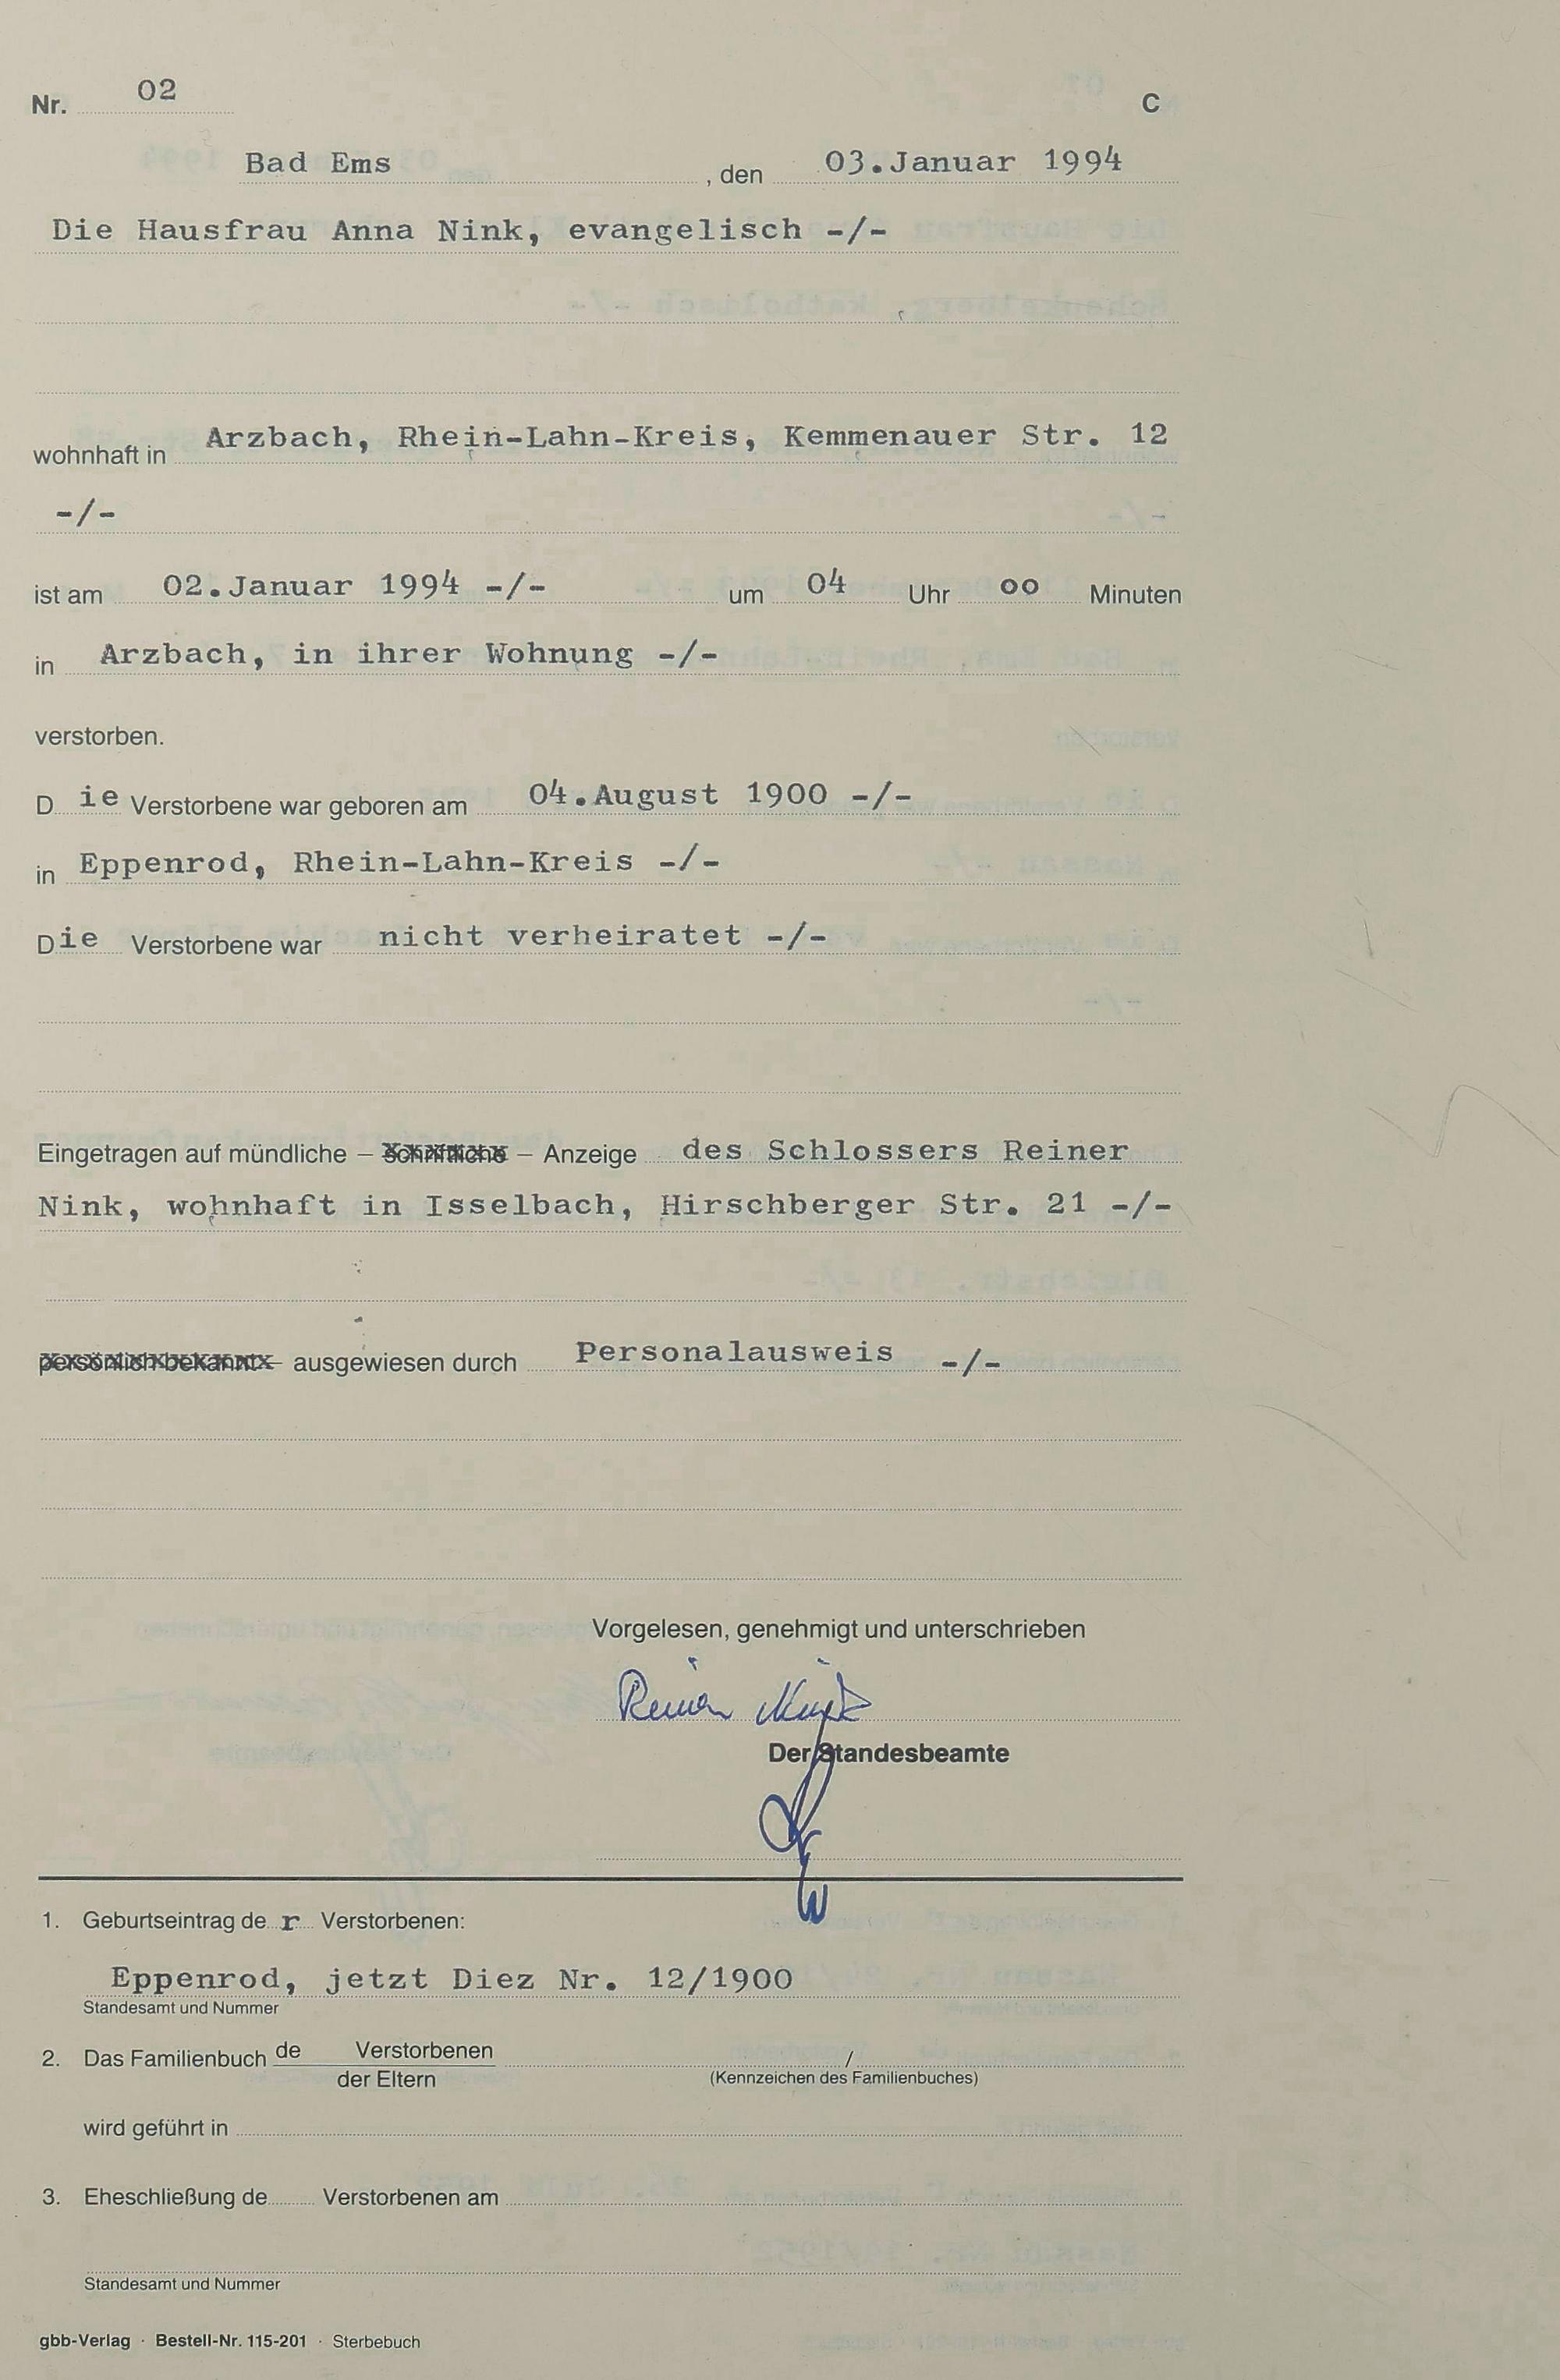 Nr. 02 C
Bad Ems , den 03.Januar 1994
Die Hausfrau Anna Nink, evangelisch -/-
wohnhaft in Arzbach, Rhein-Lahn-Kreis, Kemmenauer Str. 12
-/-
ist am 02.Januar 1994 -/- um 04 Uhr oo Minuten
in Arzbach, in ihrer Wohnung -/-
verstorben.
D ie Verstorbene war geboren am 04.August 1900 -/-
in Eppenrod, Rhein-Lahn-Kreis -/-
Die Verstorbene war nicht verheiratet -/-
Eingetragen auf mündliche – schriftliche – Anzeige des Schlossers Reiner
Nink, wohnhaft in Isselbach, Hirschberger Str. 21 -/-
persönlich bekannt – ausgewiesen durch Personalausweis -/-
Vorgelesen, genehmigt und unterschrieben
Reiner Nink
Der Standesbeamte
1. Geburtseintrag de r Verstorbenen:
Eppenrod, jetzt Diez Nr. 12/1900
Standesamt und Nummer
2. Das Familienbuch de Verstorbenen /
der Eltern (Kennzeichen des Familienbuches)
wird geführt in
3. Eheschließung de Verstorbenen am
Standesamt und Nummer
gbb-Verlag · Bestell-Nr. 115-201 · Sterbebuch